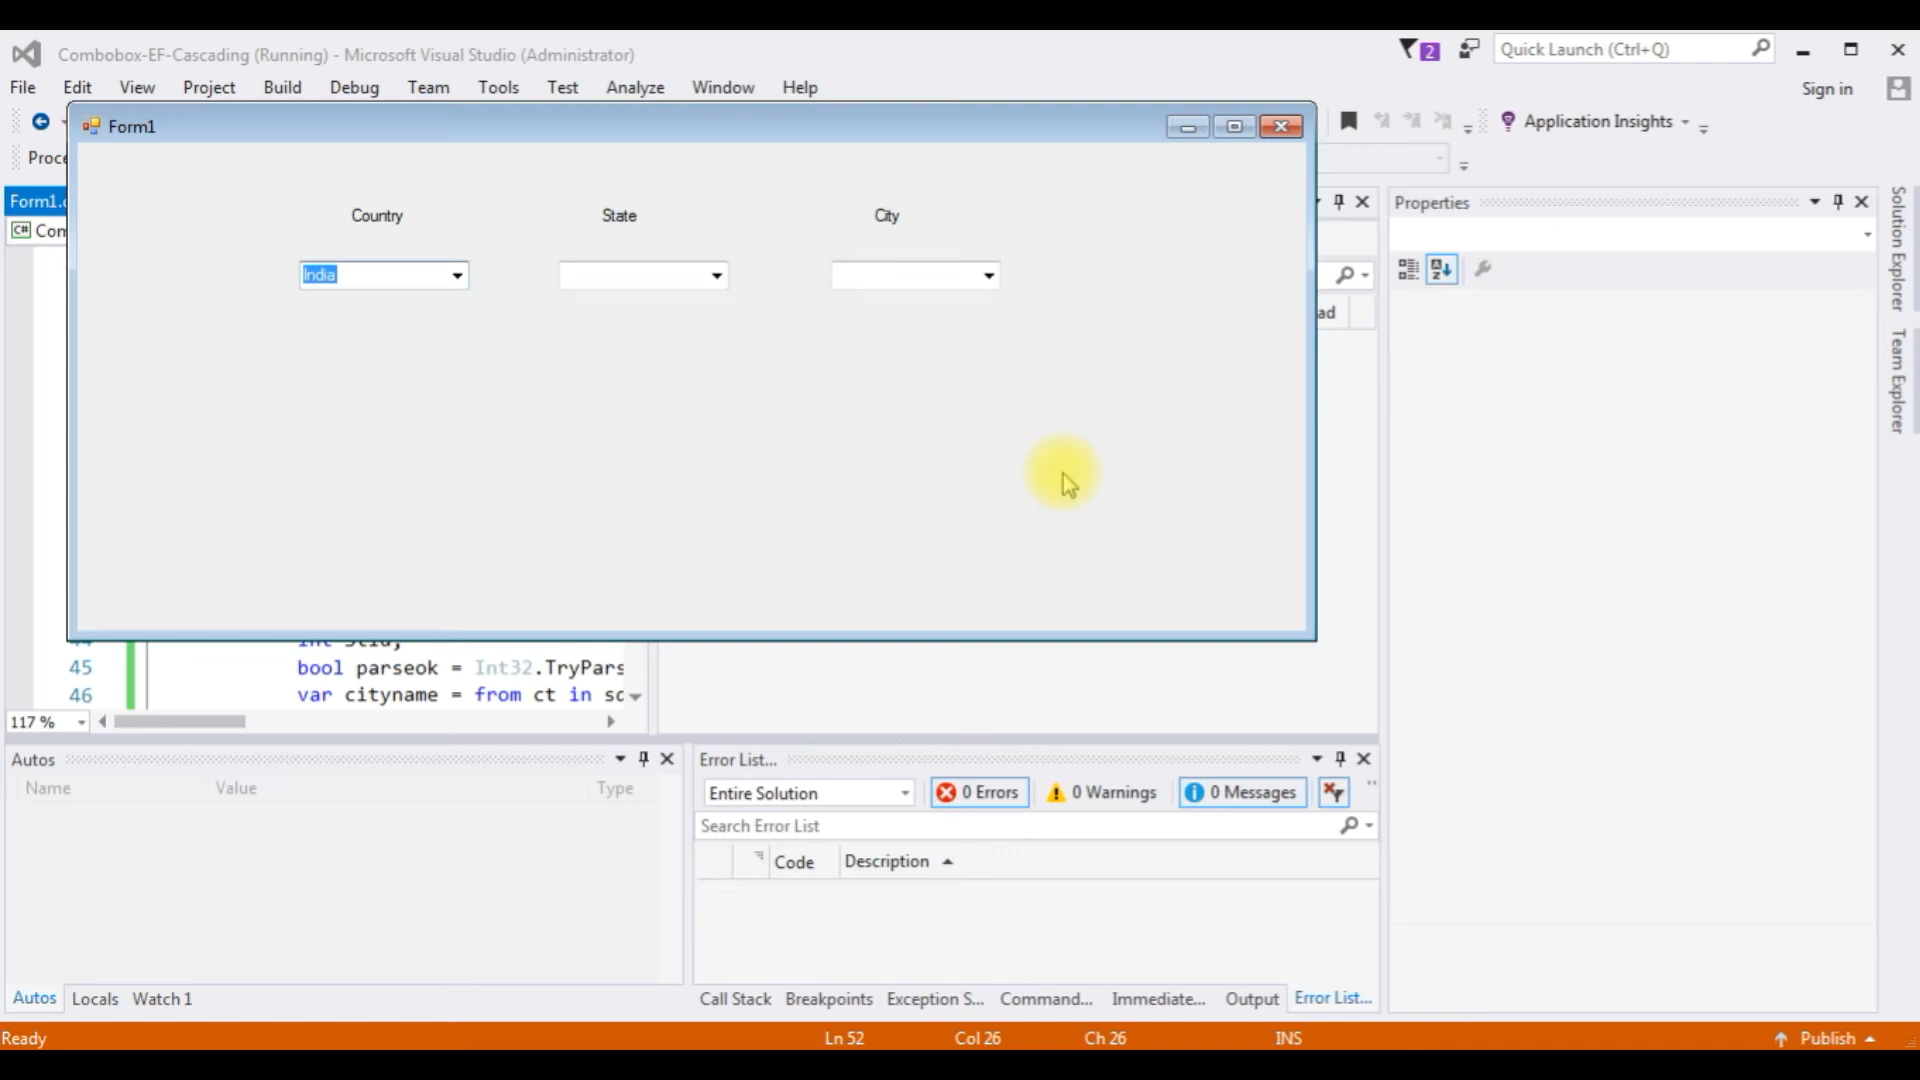 Combobox-EF-Cascading (Running) - Microsoft Visual Studio (Administrator)
2
Quick Launch (Ctrl+Q)
File Edit View Project Build Debug Team Tools Test Analyze Window Help
Sign in
Form1
Application Insights
Proce
Form1.c
C# Com
Country State City
India
Properties
ad
Solution Explorer
Team Explorer
45 bool parseok = Int32.TryPars
46 var cityname = from ct in sc
117 %
Autos
Name Value Type
Error List...
Entire Solution 0 Errors 0 Warnings 0 Messages
Search Error List
Code Description
Autos Locals Watch 1
Call Stack Breakpoints Exception S... Command... Immediate... Output Error List...
Ready Ln 52 Col 26 Ch 26 INS Publish